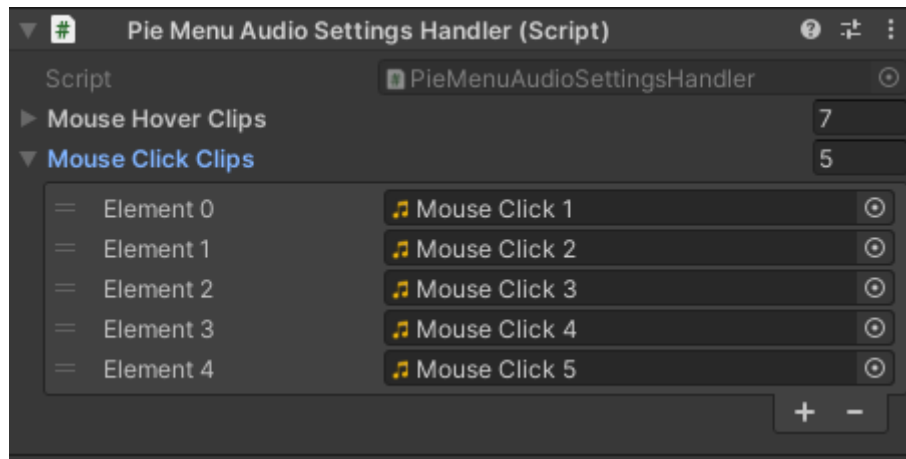 Pie Menu Audio Settings Handler (Script)
Script PieMenuAudioSettingsHandler
Mouse Hover Clips 7
Mouse Click Clips 5
Element 0 Mouse Click 1
Element 1 Mouse Click 2
Element 2 Mouse Click 3
Element 3 Mouse Click 4
Element 4 Mouse Click 5
+ −